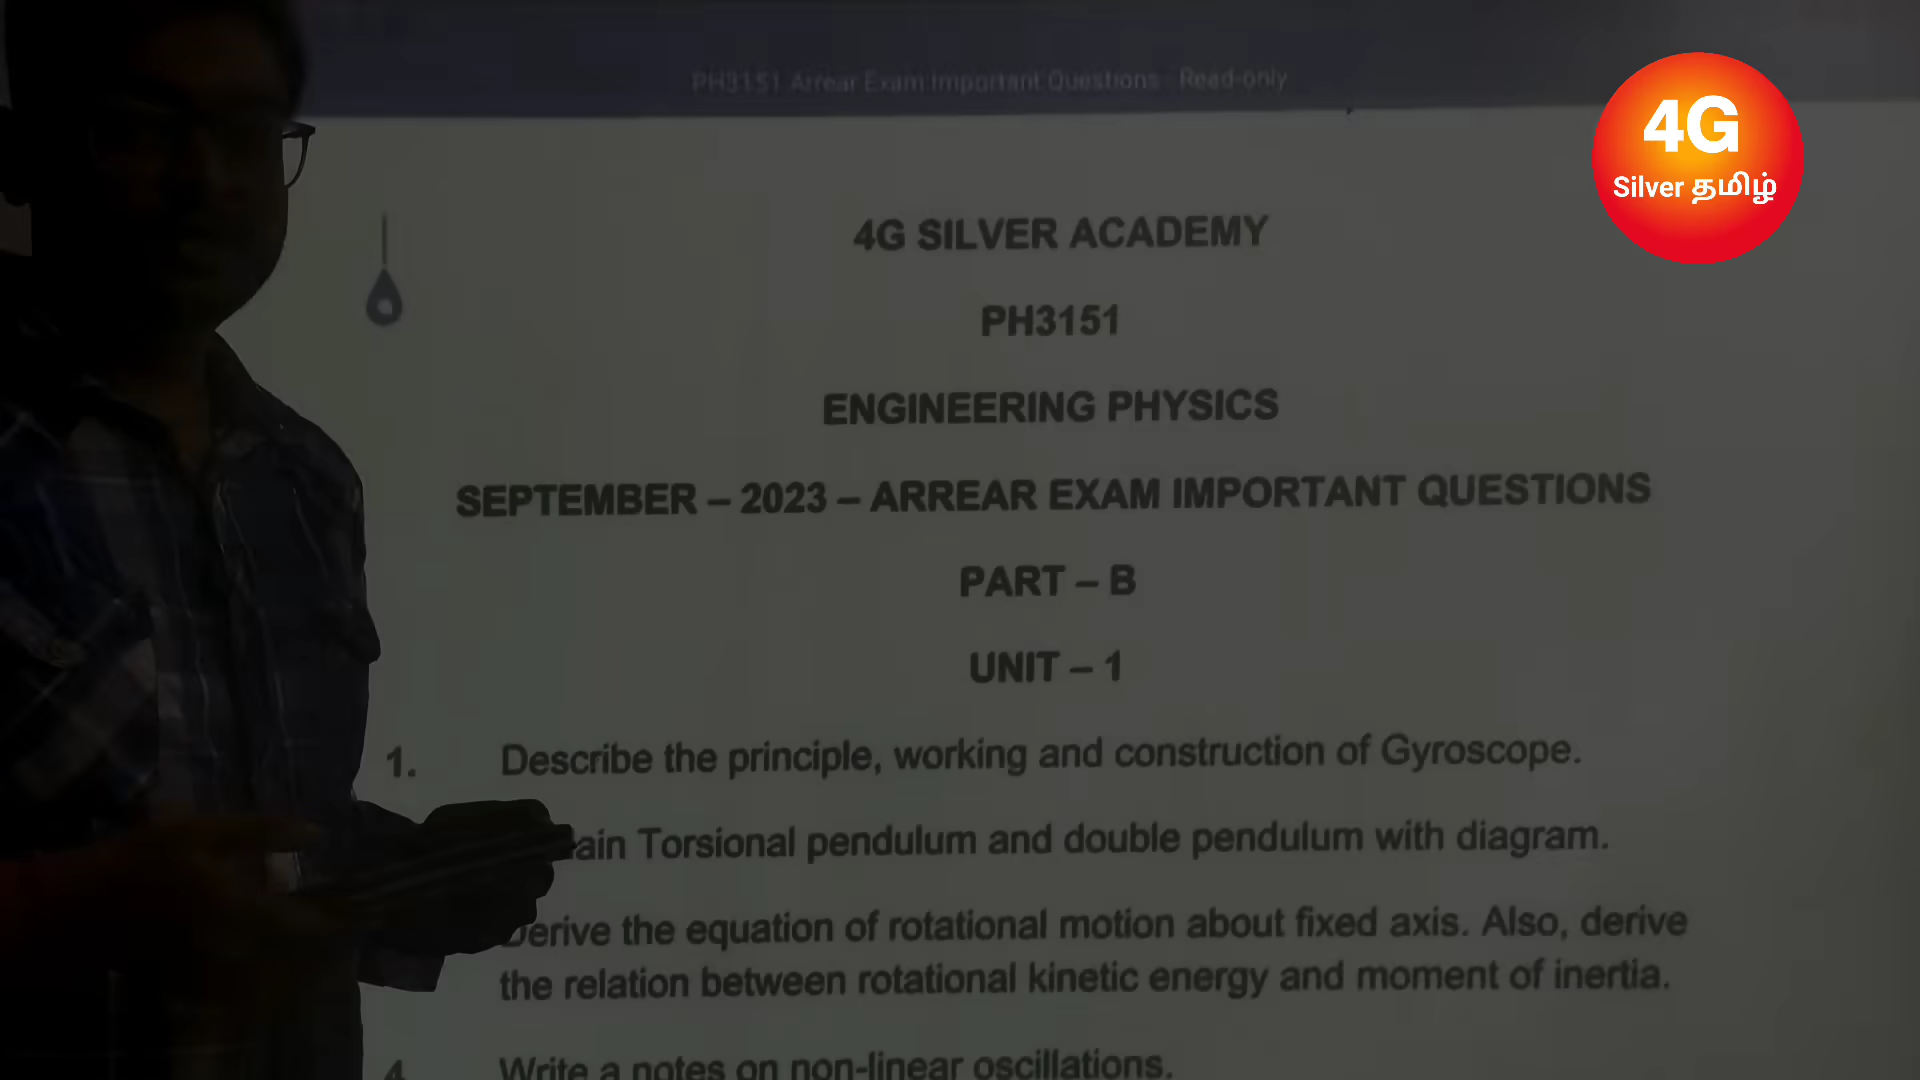 PH3151 Arrear Exam Important Questions - Read-only
4G
Silver தமிழ்
4G SILVER ACADEMY
PH3151
ENGINEERING PHYSICS
SEPTEMBER – 2023 – ARREAR EXAM IMPORTANT QUESTIONS
PART – B
UNIT – 1
1. Describe the principle, working and construction of Gyroscope.
Torsional pendulum and double pendulum with diagram.
Derive the equation of rotational motion about fixed axis. Also, derive
the relation between rotational kinetic energy and moment of inertia.
4. Write a notes on non-linear oscillations.